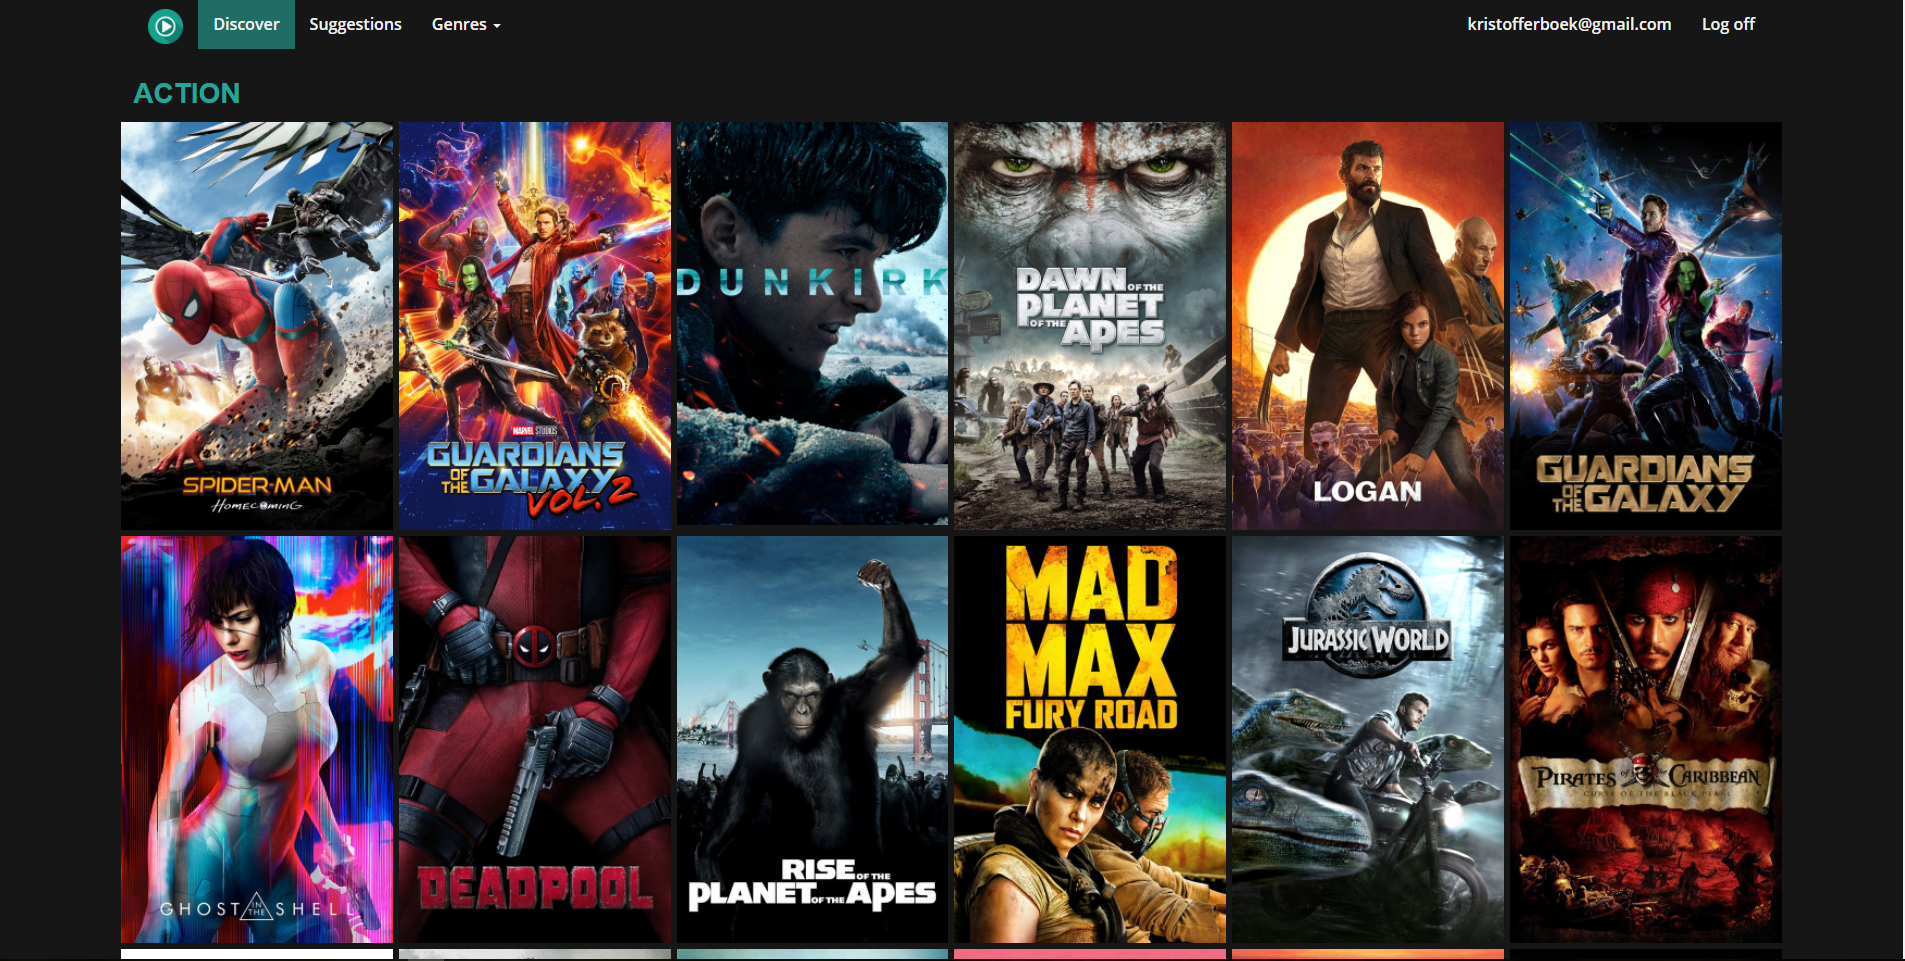 Discover
Suggestions
Genres
kristofferboek@gmail.com
Log off
ACTION
SPIDER-MAN
HOMECOMING
MARVEL STUDIOS
GUARDIANS
OF THE GALAXY
VOL. 2
DUNKIRK
DAWN OF THE
PLANET
OF THE APES
LOGAN
GUARDIANS
OF THE GALAXY
GHOST IN THE SHELL
DEADPOOL
RISE OF THE
PLANET OF THE APES
MAD
MAX
FURY ROAD
JURASSIC WORLD
PIRATES of the CARIBBEAN
CURSE OF THE BLACK PEARL